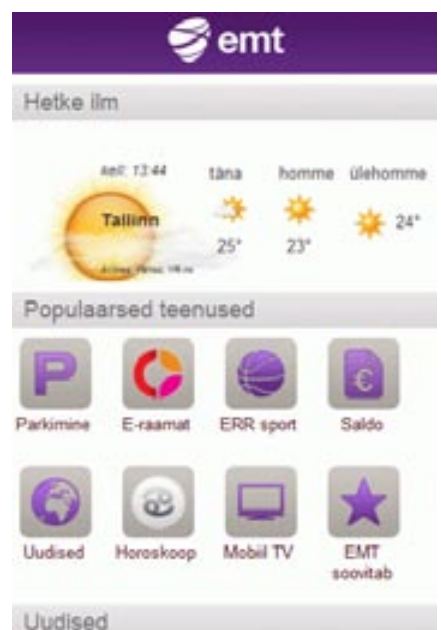 emt
Hetke ilm
kell: 13:44
täna homme ülehomme
Tallinn
25° 23° 24°
Populaarsed teenused
P
Parkimine E-raamat ERR sport Saldo
€
Uudised Horoskoop Mobiil TV EMT
soovitab
Uudised